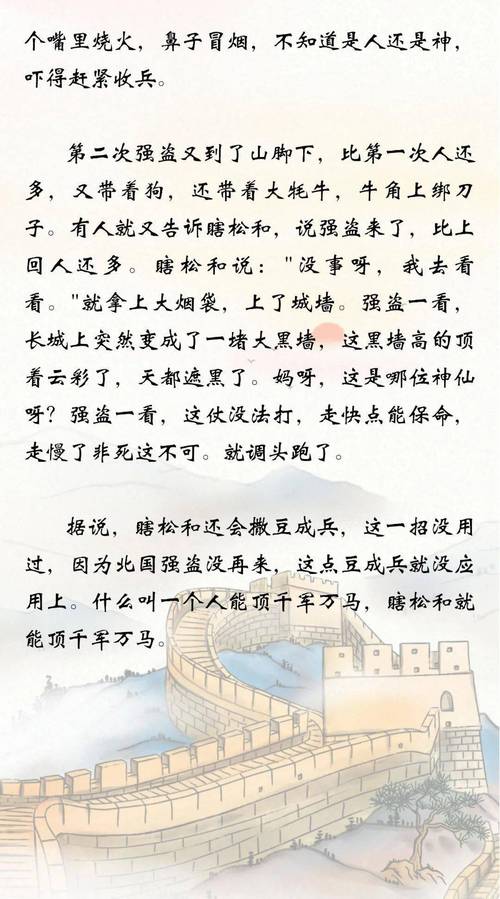 个嘴里烧火，鼻子冒烟，不知道是人还是神，
吓得赶紧收兵。
第二次强盗又到了山脚下，比第一次人还
多，又带着狗，还带着大牦牛，牛角上绑刀
子。有人就又告诉瞎松和，说强盗来了，比上
回人还多。瞎松和说："没事呀，我去看
看。"就拿上大烟袋，上了城墙。强盗一看，
长城上突然变成了一堵大黑墙，这黑墙高的顶
着云彩了，天都遮黑了。妈呀，这是哪位神仙
呀？强盗一看，这仗没法打，走快点能保命，
走慢了非死这不可。就调头跑了。
据说，瞎松和还会撒豆成兵，这一招没用
过，因为北国强盗没再来，这点豆成兵就没应
用上。什么叫一个人能顶千军万马，瞎松和就
能顶千军万马。